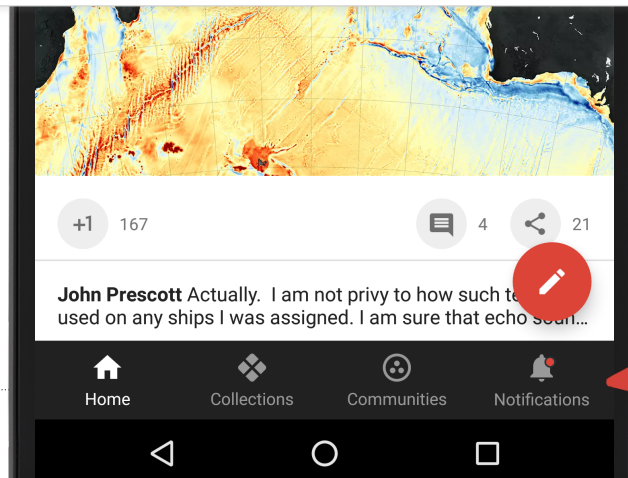 +1 167 4 21
John Prescott Actually. I am not privy to how such
used on any ships I was assigned. I am sure that echo
Home Collections Communities Notifications